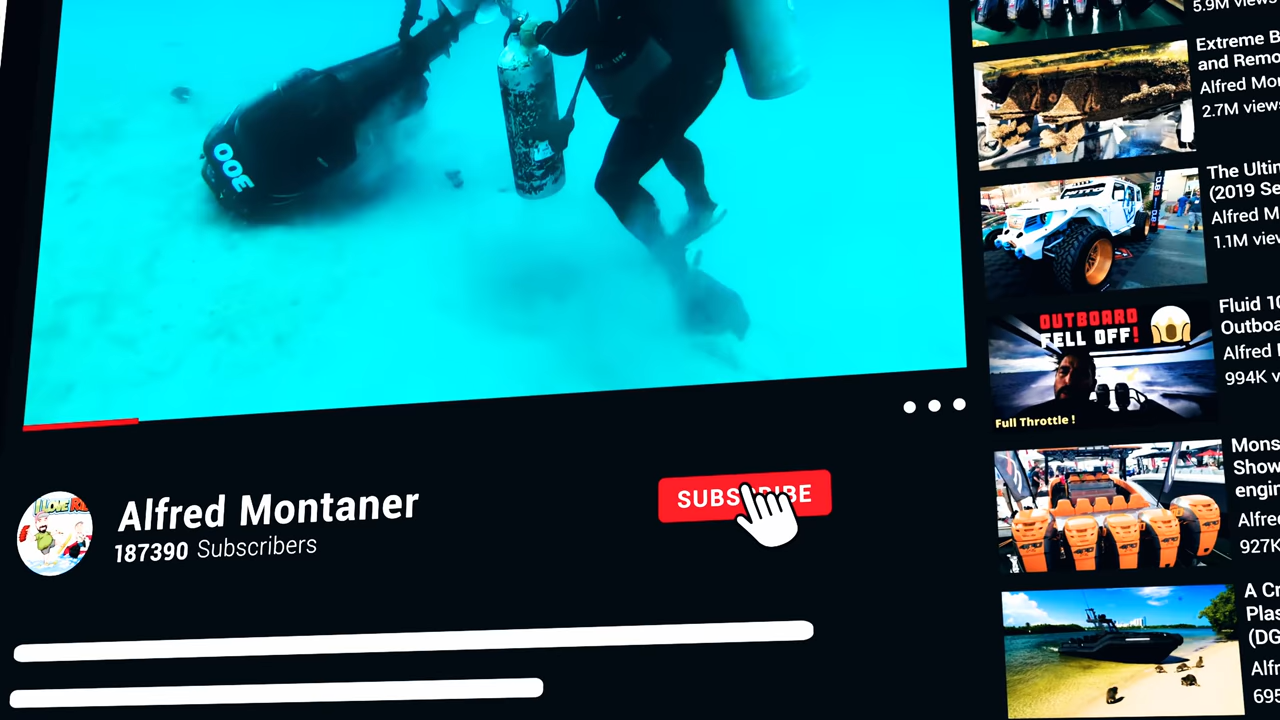 300
Alfred Montaner
187390 Subscribers
SUBSCRIBE
5.9M views
Extreme B
and Remo
Alfred Mo
2.7M views
The Ultin
(2019 Se
Alfred M
1.1M view
OUTBOARD
FELL OFF!
Full Throttle !
Fluid 10
Outboa
Alfred
994K v
Mons
Show
engin
Alfre
927K
A Cr
Plas
(DG
Alf
695